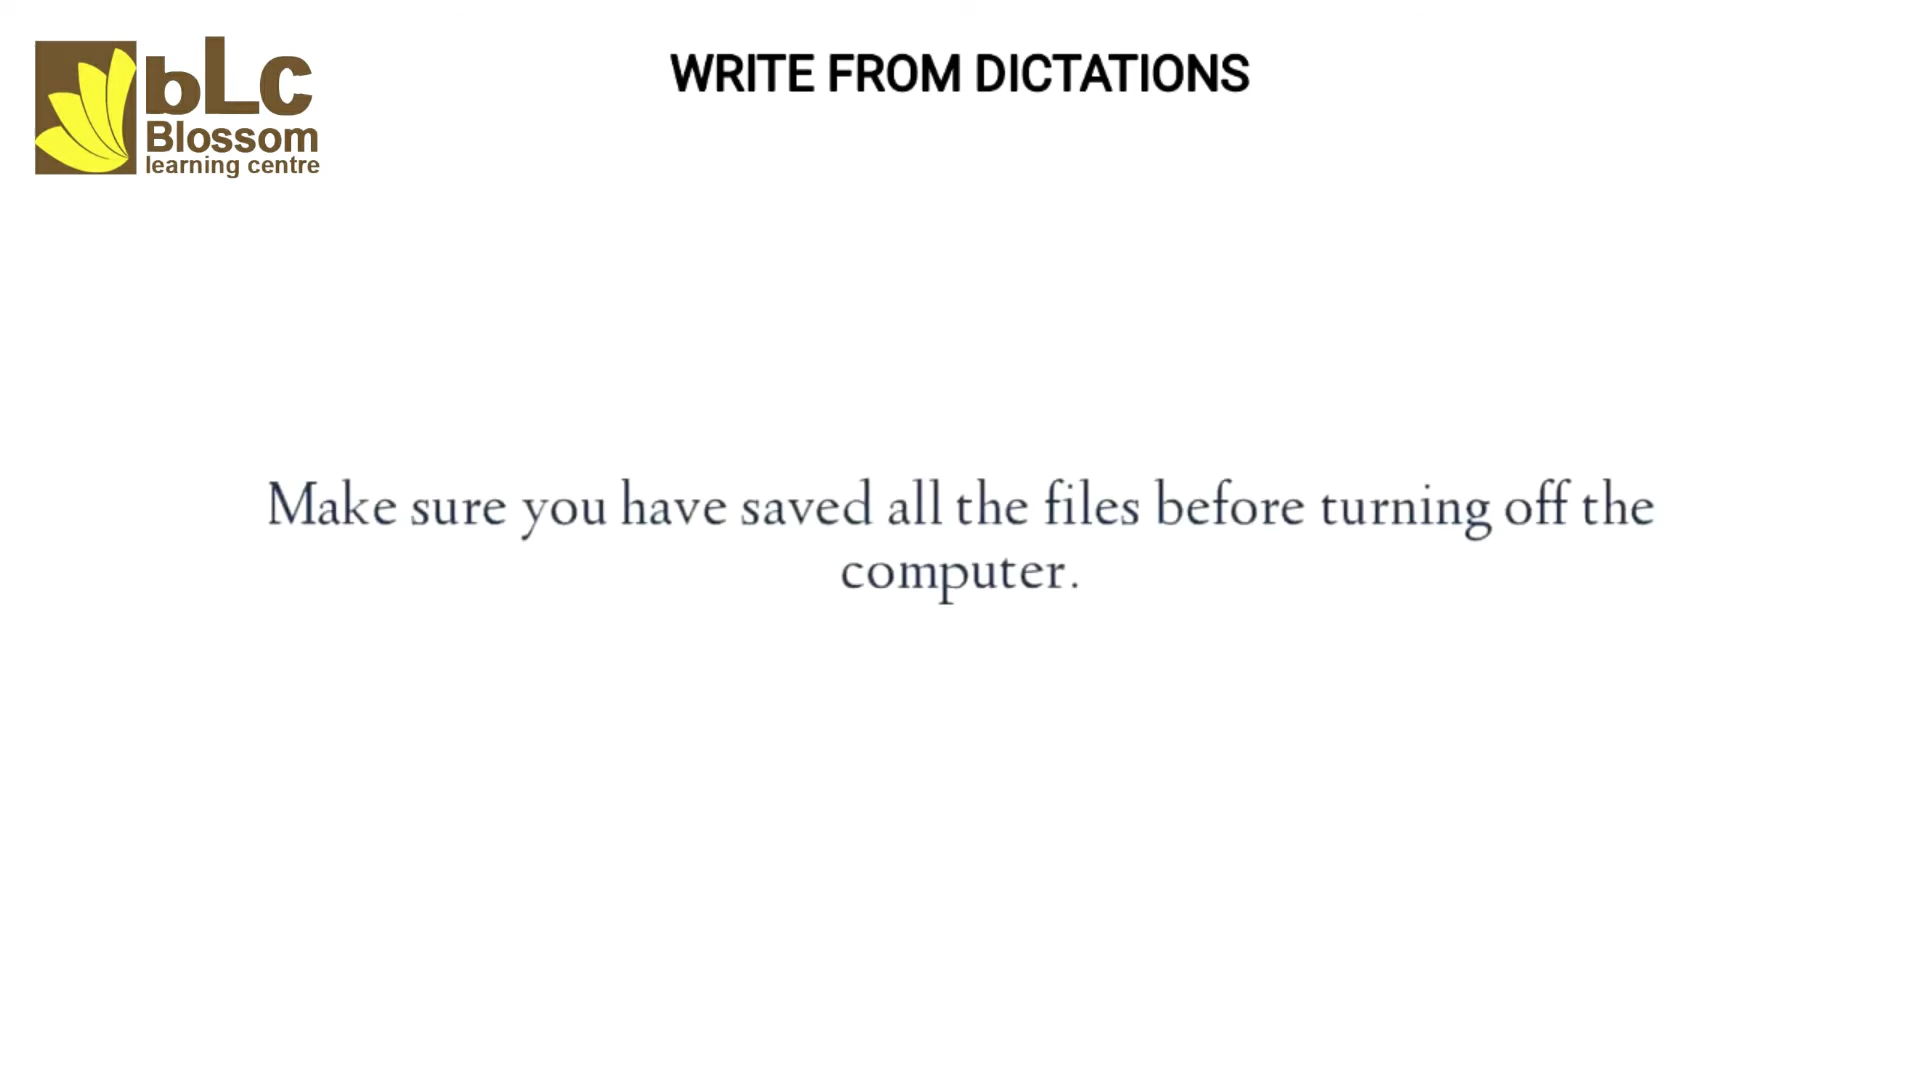 bLc
Blossom
learning centre
WRITE FROM DICTATIONS
Make sure you have saved all the files before turning off the
computer.